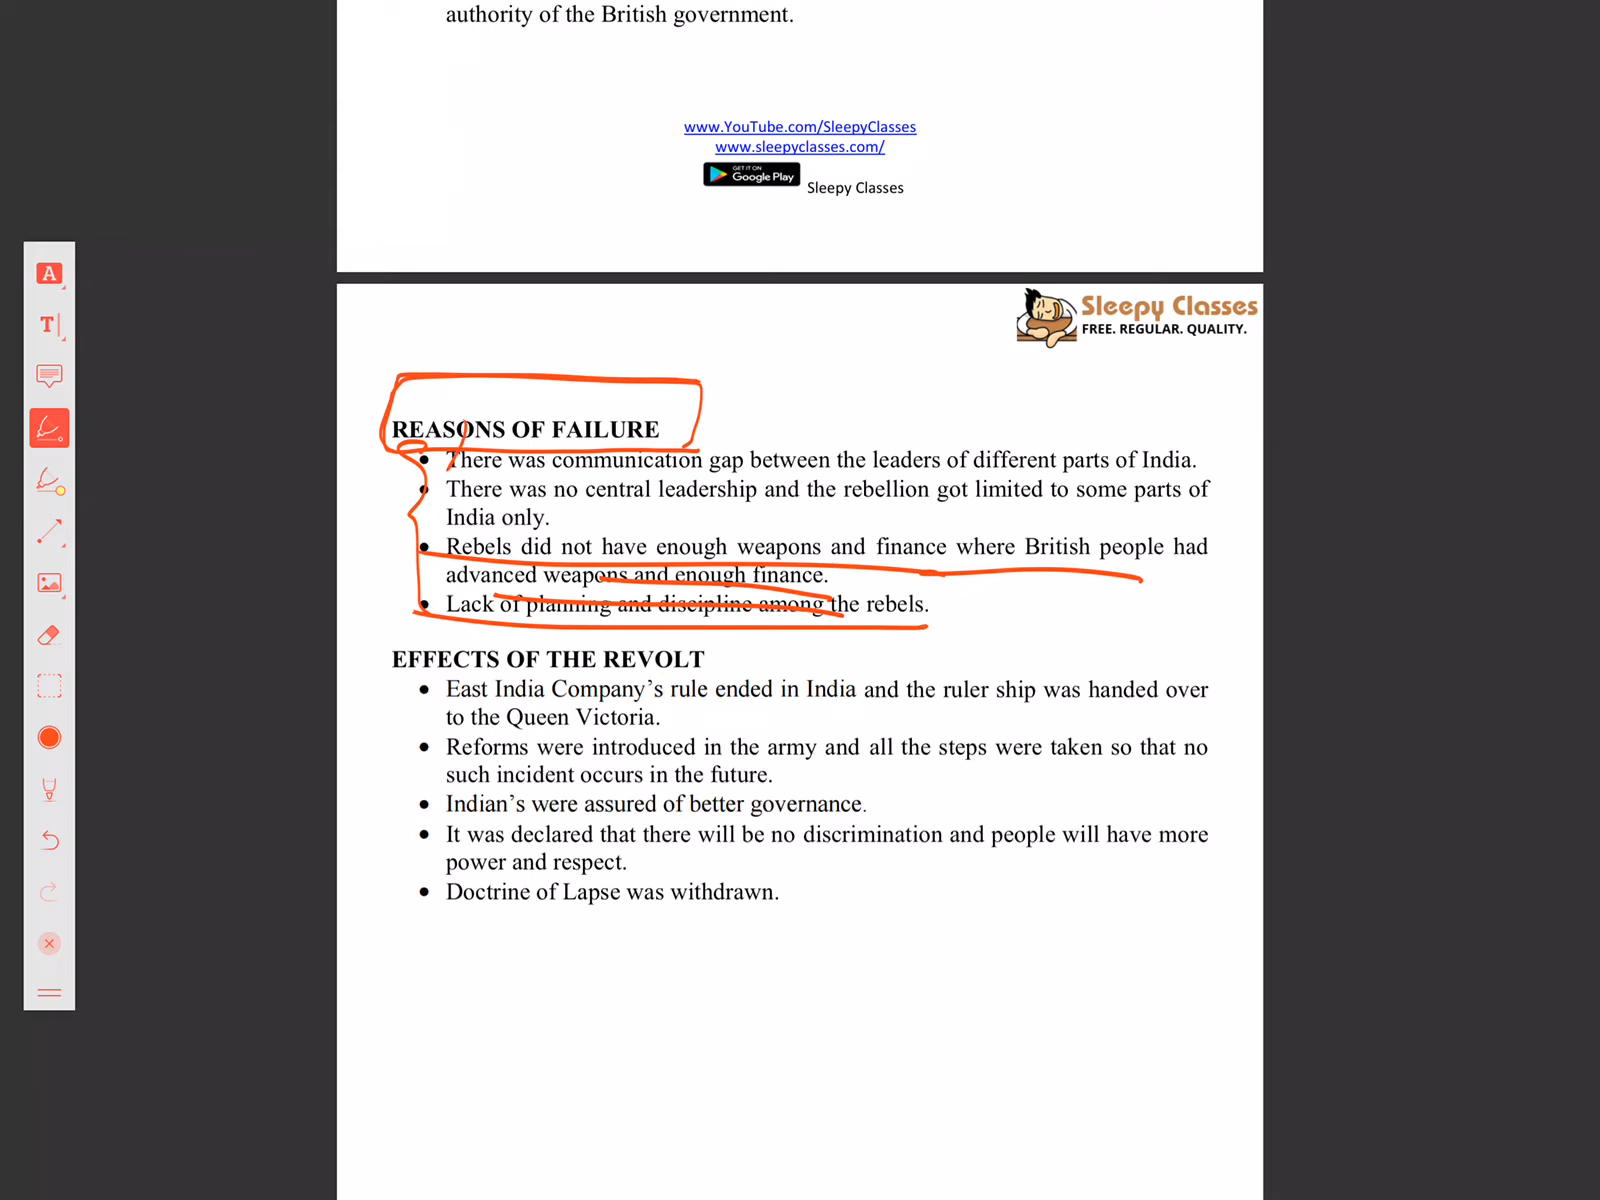 authority of the British government.
www.YouTube.com/SleepyClasses
www.sleepyclasses.com/
GET IT ON
Google Play
Sleepy Classes
Sleepy Classes
FREE. REGULAR. QUALITY.
A
T
REASONS OF FAILURE
• There was communication gap between the leaders of different parts of India.
• There was no central leadership and the rebellion got limited to some parts of
India only.
• Rebels did not have enough weapons and finance where British people had
advanced weapons and enough finance.
• Lack of planning and discipline among the rebels.
EFFECTS OF THE REVOLT
• East India Company’s rule ended in India and the ruler ship was handed over
to the Queen Victoria.
• Reforms were introduced in the army and all the steps were taken so that no
such incident occurs in the future.
• Indian’s were assured of better governance.
• It was declared that there will be no discrimination and people will have more
power and respect.
• Doctrine of Lapse was withdrawn.